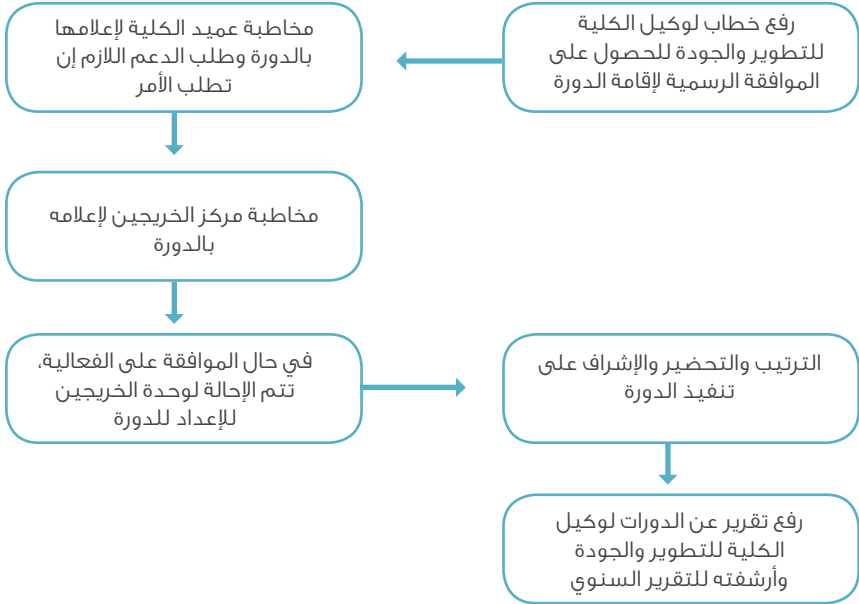 رفع خطاب لوكيل الكلية
للتطوير والجودة للحصول على
الموافقة الرسمية لإقامة الدورة
مخاطبة عميد الكلية لإعلامها
بالدورة وطلب الدعم اللازم إن
تطلب الأمر
مخاطبة مركز الخريجين لإعلامه
بالدورة
في حال الموافقة على الفعالية،
تتم الإحالة لوحدة الخريجين
للإعداد للدورة
الترتيب والتحضير والإشراف على
تنفيذ الدورة
رفع تقرير عن الدورات لوكيل
الكلية للتطوير والجودة
وأرشفته للتقرير السنوي